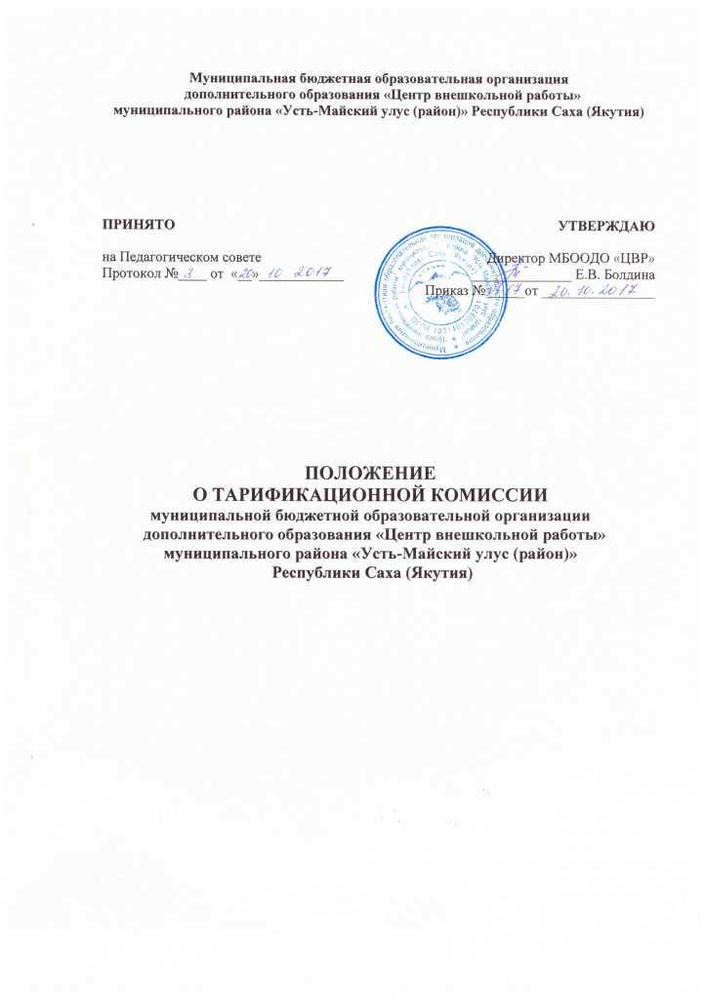 Муниципальная бюджетная образовательная организация
дополнительного образования «Центр внешкольной работы»
муниципального района «Усть-Майский улус (район)» Республики Саха (Якутия)
ПРИНЯТО
на Педагогическом совете
Протокол № 3 от «20» 10. 2017
УТВЕРЖДАЮ
Директор МБООДО «ЦВР»
Е.В. Болдина
Приказ № от 20.10.2017
ПОЛОЖЕНИЕ
О ТАРИФИКАЦИОННОЙ КОМИССИИ
муниципальной бюджетной образовательной организации
дополнительного образования «Центр внешкольной работы»
муниципального района «Усть-Майский улус (район)»
Республики Саха (Якутия)